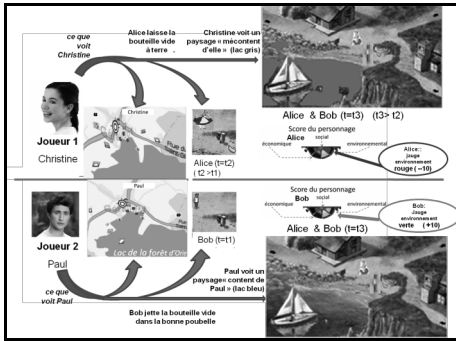 ce que
voit
Christine
Alice laisse la
bouteille vide
à terre .
Christine voit un
paysage « mécontent
d'elle » (lac gris)
Joueur 1
Christine
Christine
Alice (t=t2)
( t2 >t1)
Alice & Bob (t=t3) (t3> t2)
Score du personnage
Alice
social
économique
environnemental
Alice::
jauge
environnement
rouge ( –10)
Joueur 2
Paul
Paul
Lac de la forêt d'Ori
Bob (t=t1)
Score du personnage
Bob
social
économique
environnemental
Bob:
Jauge
environnement
verte (+10)
Alice & Bob (t=t3)
ce que
voit Paul
Paul voit un
paysage« content de
Paul » (lac bleu)
Bob jette la bouteille vide
dans la bonne poubelle